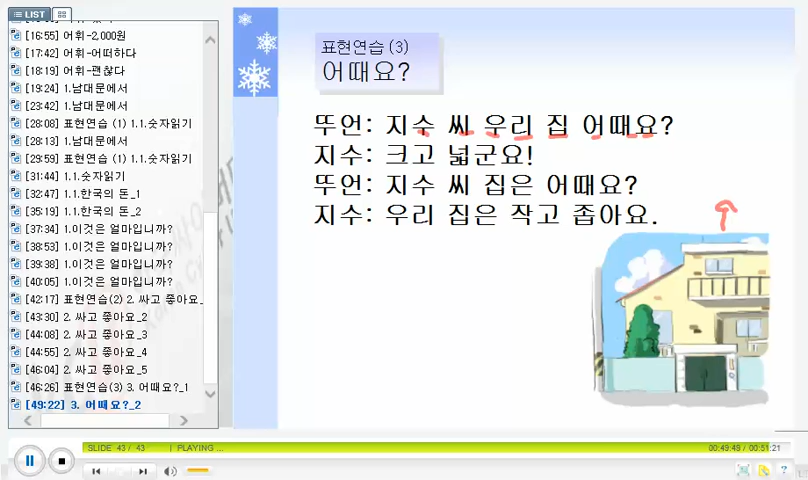 LIST
[16:55] 어휘-2,000원
[17:42] 어휘-어떠하다
[18:19] 어휘-괜찮다
[19:24] 1.남대문에서
[23:42] 1.남대문에서
[28:08] 표현연습 (1) 1.1.숫자읽기
[28:13] 1.남대문에서
[29:59] 표현연습 (1) 1.1.숫자읽기
[31:44] 1.1.숫자읽기
[32:47] 1.1.한국의 돈_1
[35:19] 1.1.한국의 돈_2
[37:34] 1.이것은 얼마입니까?
[38:53] 1.이것은 얼마입니까?
[39:38] 1.이것은 얼마입니까?
[40:05] 1.이것은 얼마입니까?
[42:17] 표현연습(2) 2. 싸고 좋아요_
[43:30] 2. 싸고 좋아요_2
[44:08] 2. 싸고 좋아요_3
[44:55] 2. 싸고 좋아요_4
[46:04] 2. 싸고 좋아요_5
[46:26] 표현연습(3) 3. 어때요?_1
[49:22] 3. 어때요?_2
표현연습 (3)
어때요?
뚜언: 지수 씨 우리 집 어때요?
지수: 크고 넓군요!
뚜언: 지수 씨 집은 어때요?
지수: 우리 집은 작고 좁아요.
SLIDE 43 / 43 | PLAYING ...
00:49:49 / 00:51:21